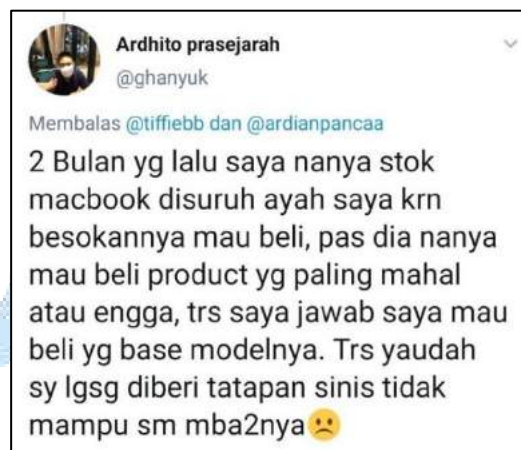 Ardhito prasejarah
@ghanyuk
Membalas @tiffiebb dan @ardianpancaa
2 Bulan yg lalu saya nanya stok
macbook disuruh ayah saya krn
besokannya mau beli, pas dia nanya
mau beli product yg paling mahal
atau engga, trs saya jawab saya mau
beli yg base modelnya. Trs yaudah
sy lgsg diberi tatapan sinis tidak
mampu sm mba2nya🙁